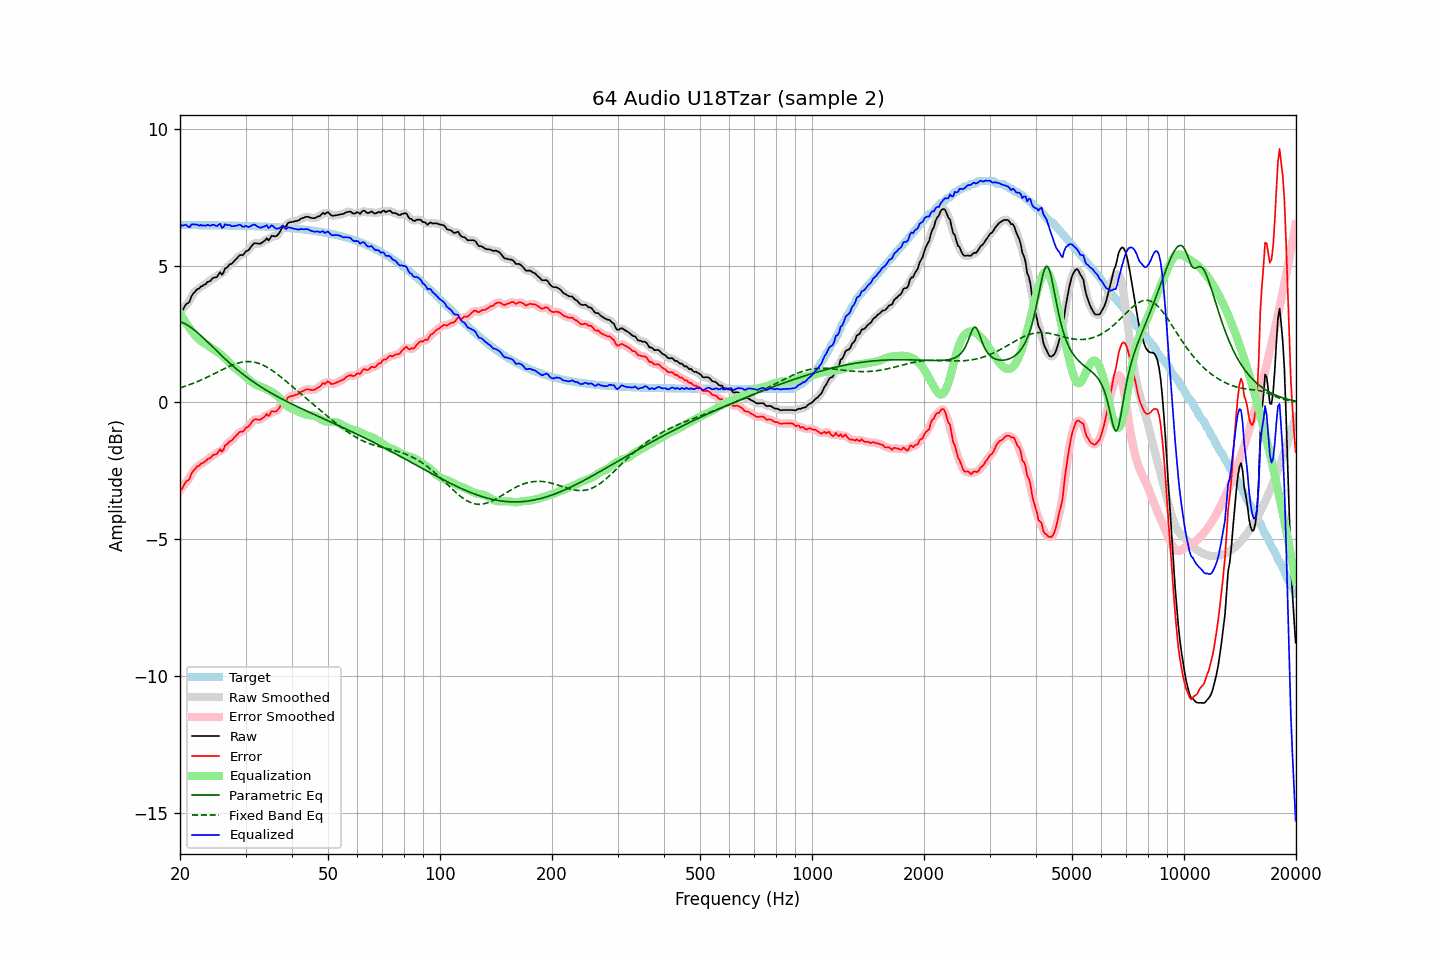 64 Audio U18Tzar (sample 2)
10
5
0
−5
−10
−15
Amplitude (dBr)
Target
Raw Smoothed
Error Smoothed
Raw
Error
Equalization
Parametric Eq
Fixed Band Eq
Equalized
20 50 100 200 500 1000 2000 5000 10000 20000
Frequency (Hz)